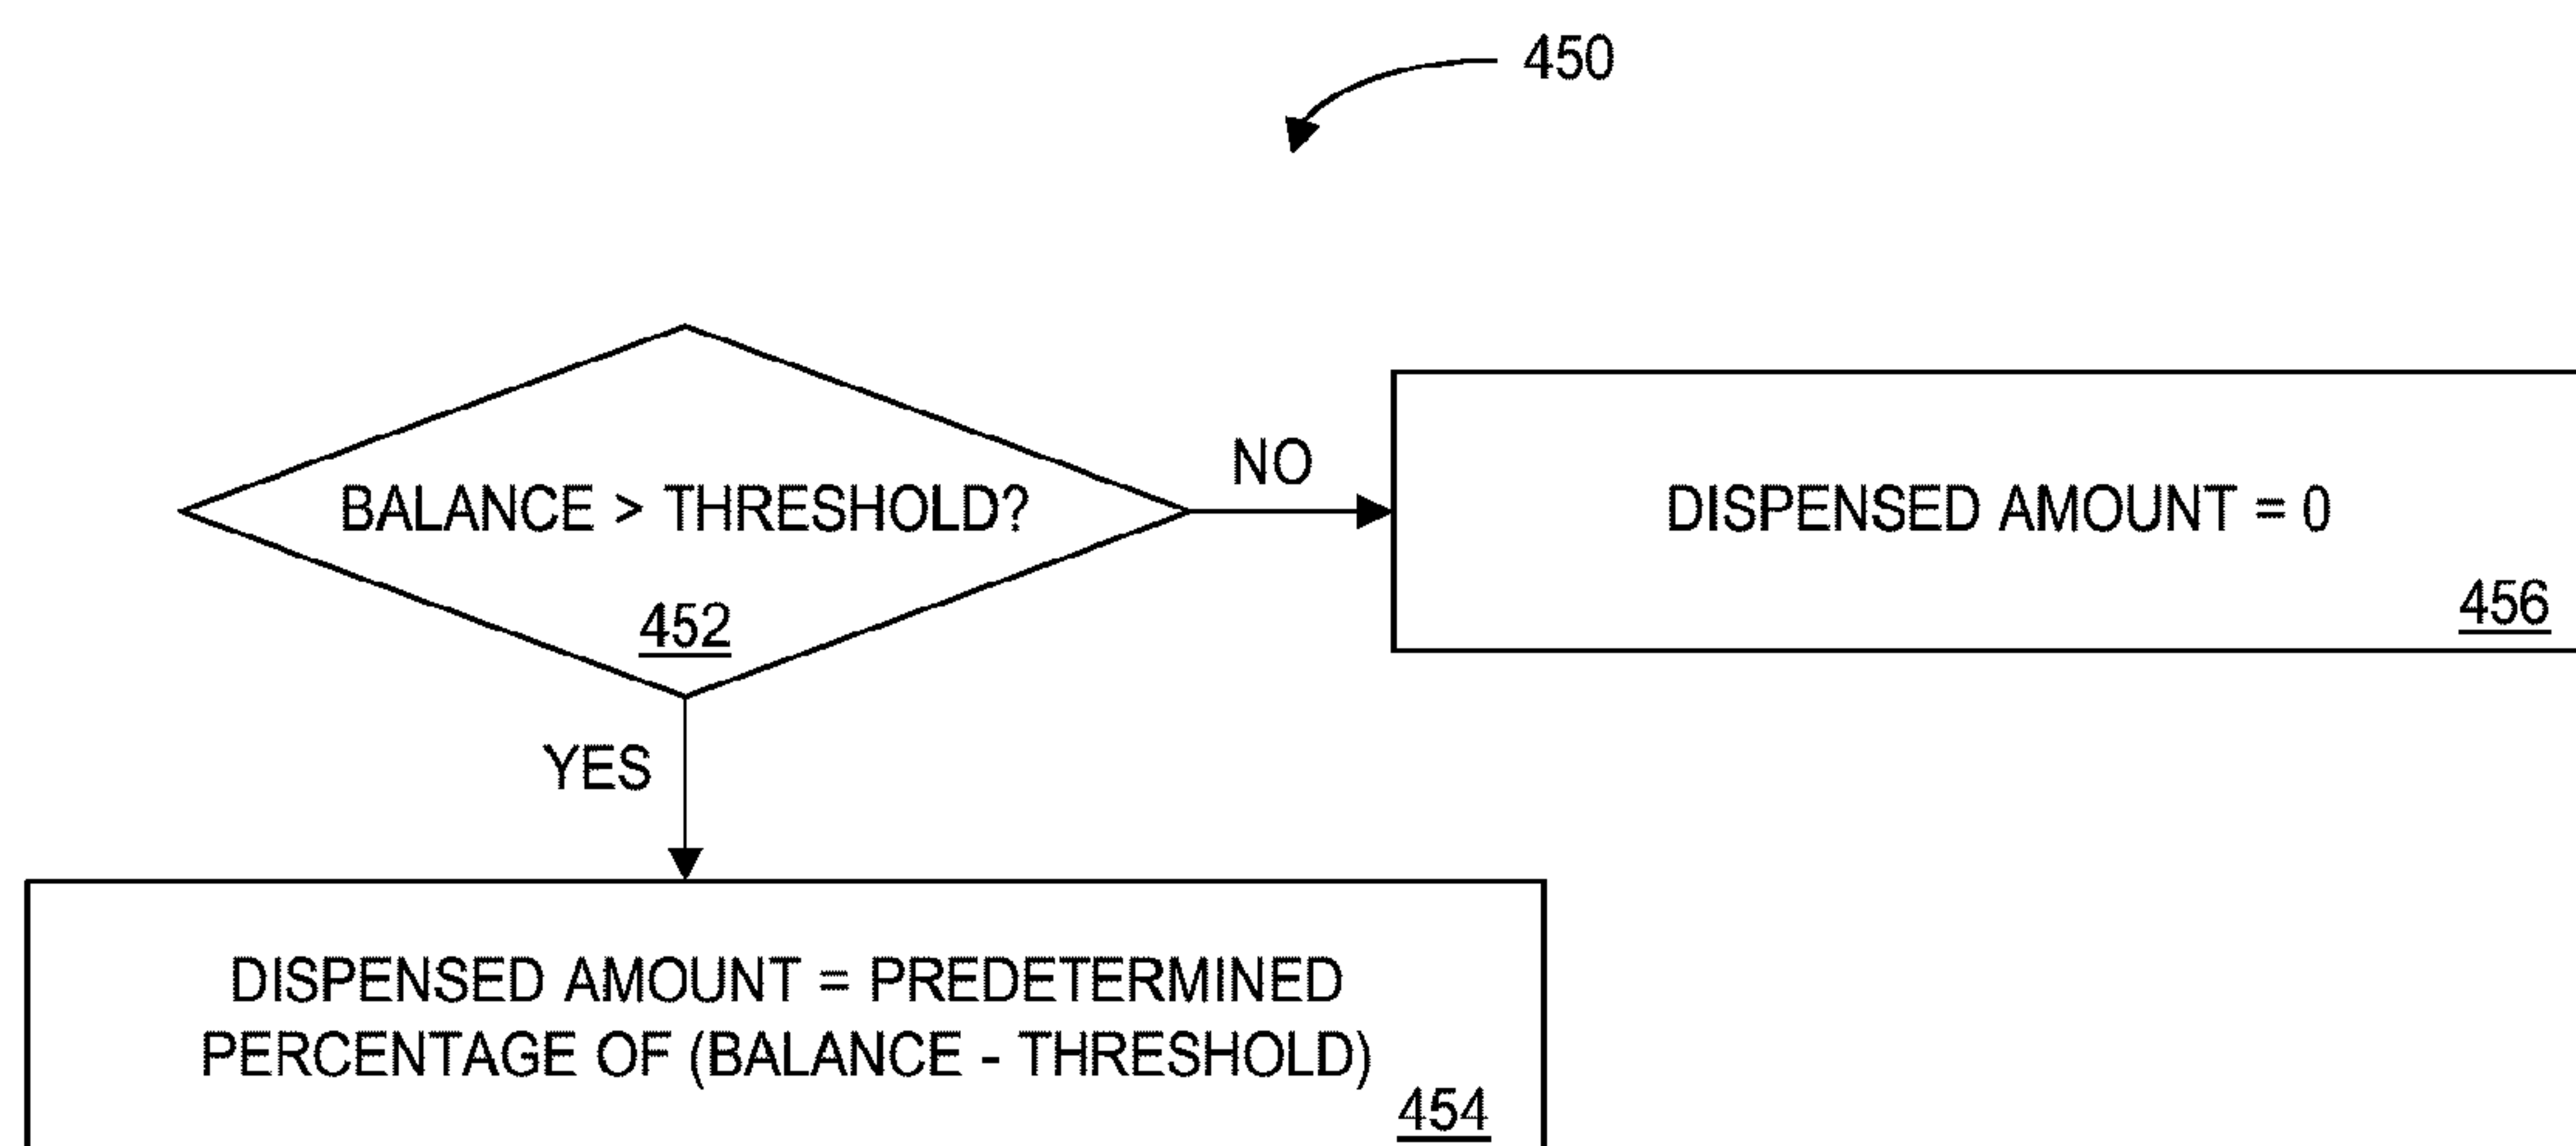 450
BALANCE > THRESHOLD?
452
NO
DISPENSED AMOUNT = 0
456
YES
DISPENSED AMOUNT = PREDETERMINED
PERCENTAGE OF (BALANCE - THRESHOLD)
454